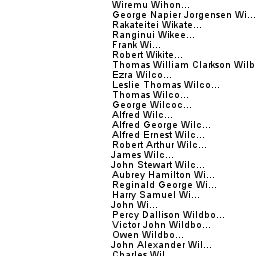 Wiremu Wihon...
George Napier Jorgensen Wi...
Rakateitei Wikate...
Ranginui Wikee...
Frank Wi...
Robert Wikite...
Thomas William Clarkson Wilb
Ezra Wilco...
Leslie Thomas Wilco...
Thomas Wilco...
George Wilcoc...
Alfred Wilc...
Alfred George Wilc...
Alfred Ernest Wilc...
Robert Arthur Wilc...
James Wilc...
John Stewart Wilc...
Aubrey Hamilton Wi...
Reginald George Wi...
Harry Samuel Wi...
John Wi...
Percy Dallison Wildbo...
Victor John Wildbo...
Owen Wildbo...
John Alexander Wil...
Charles Wil...